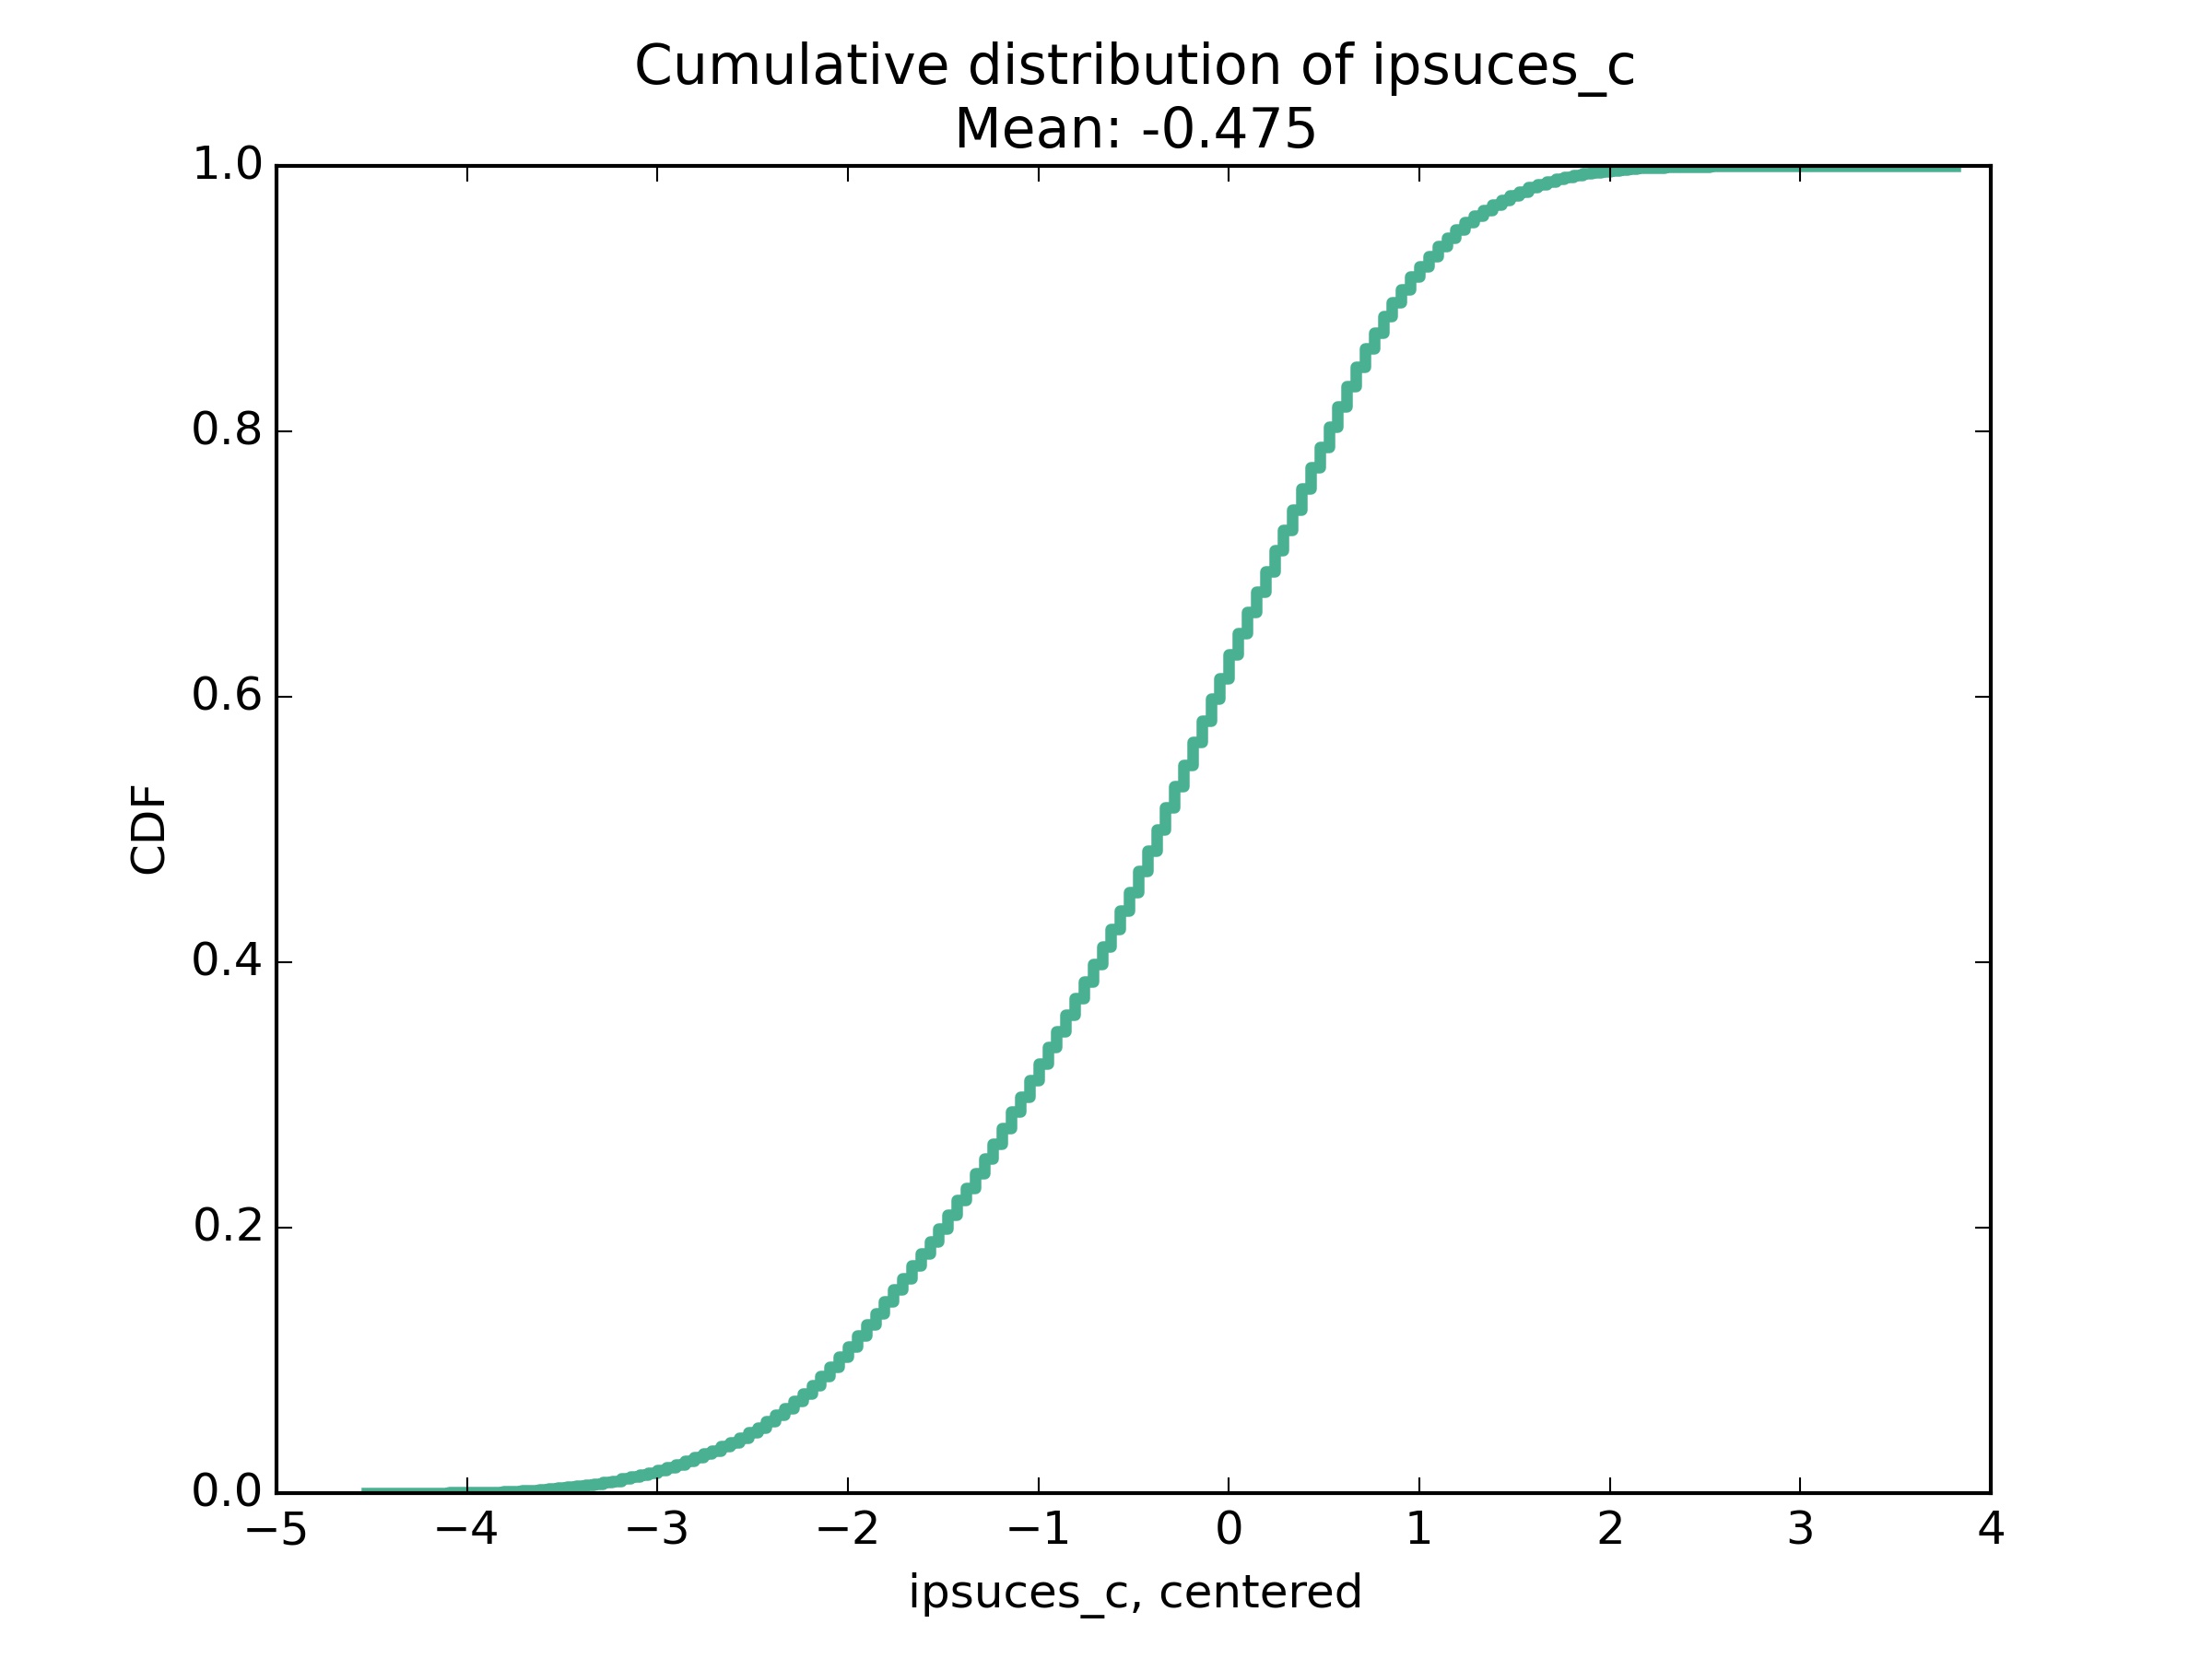 Cumulative distribution of ipsuces_c
Mean: -0.475
1.0
0.8
0.6
0.4
0.2
0.0
CDF
−5 −4 −3 −2 −1 0 1 2 3 4
ipsuces_c, centered